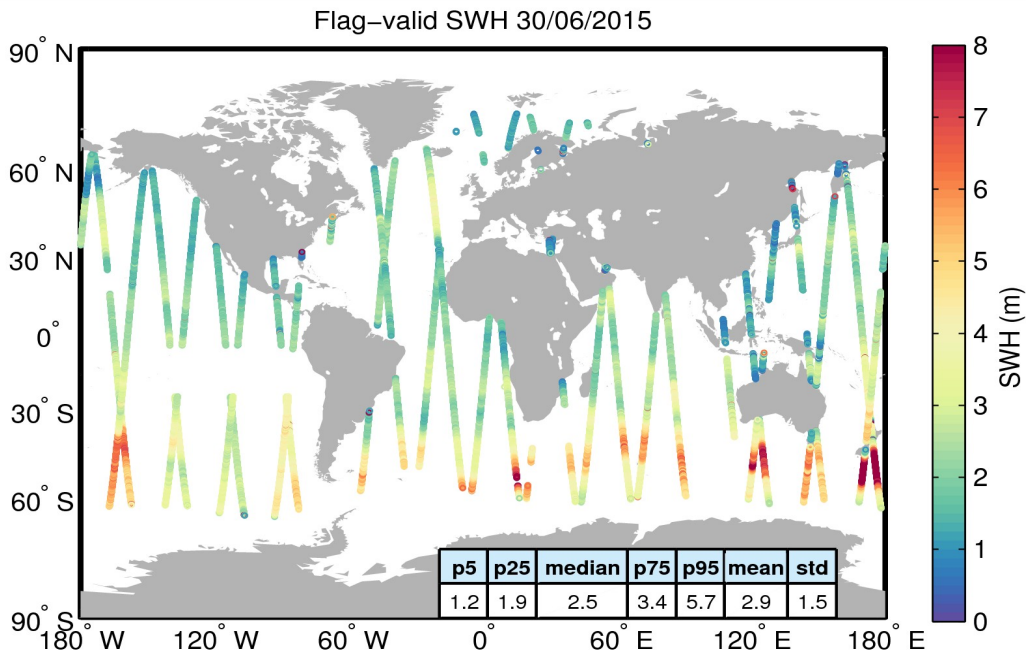 Flag−valid SWH 30/06/2015
90° N
60° N
30° N
0°
30° S
60° S
90° S
180° W
120° W
60° W
0°
60° E
120° E
180° E
p5 p25 median p75 p95 mean std
1.2 1.9 2.5 3.4 5.7 2.9 1.5
8
7
6
5
4
3
2
1
0
SWH (m)